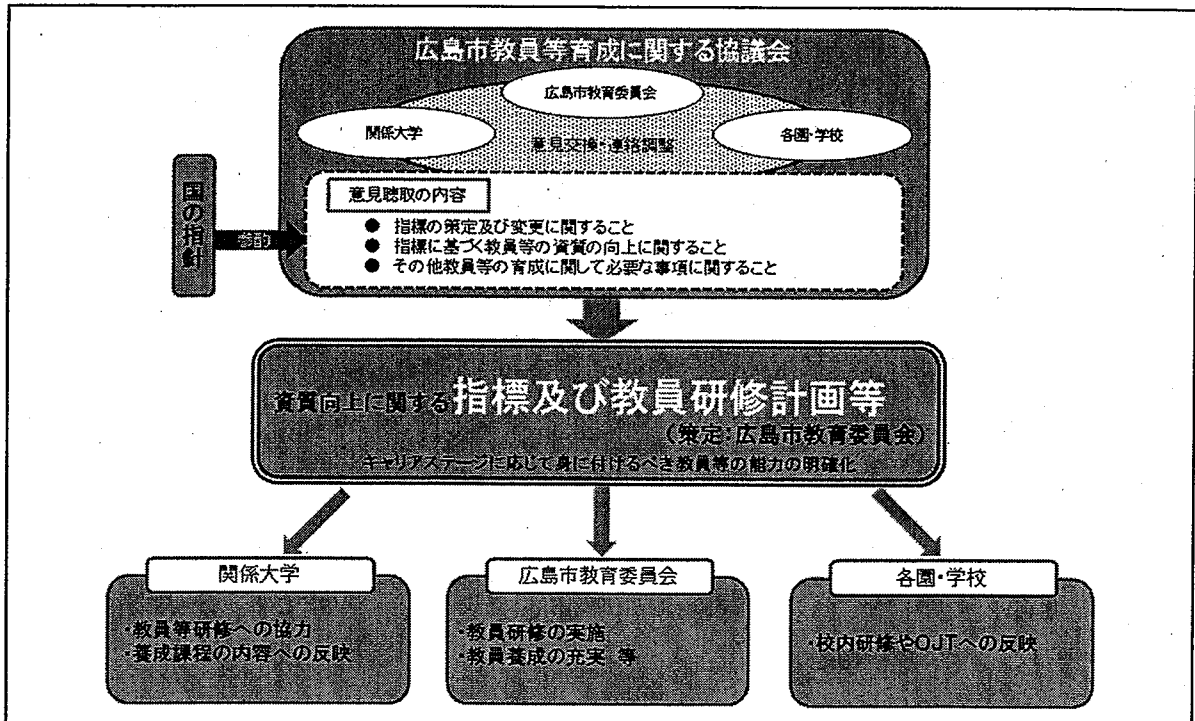 広島市教員等育成に関する協議会
広島市教育委員会
関係大学
各園・学校
意見交換・連絡調整
国の指針
参酌
意見聴取の内容
● 指標の策定及び変更に関すること
● 指標に基づく教員等の資質の向上に関すること
● その他教員等の育成に関して必要な事項に関すること
資質向上に関する指標及び教員研修計画等
(策定:広島市教育委員会)
キャリアステージに応じて身に付けるべき教員等の能力の明確化
関係大学
・教員等研修への協力
・養成課程の内容への反映
広島市教育委員会
・教員研修の実施
・教員養成の充実 等
各園・学校
・校内研修やOJTへの反映